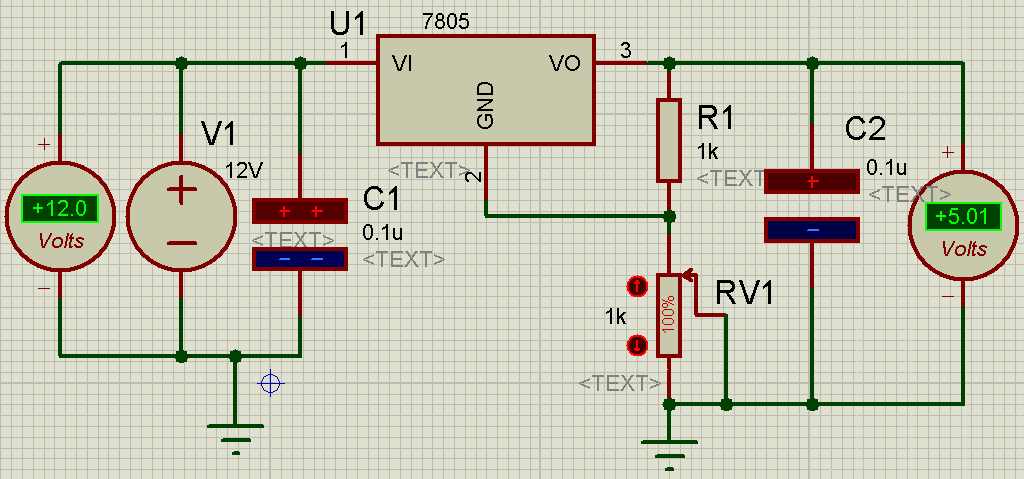 U1
7805
1
VI
VO
3
GND
2
<TEXT>
V1
12V
+
+12.0
Volts
−
C1
0.1u
<TEXT>
<TEXT>
R1
1k
<TEXT>
C2
0.1u
<TEXT>
+
+5.01
Volts
−
RV1
1k
100%
<TEXT>